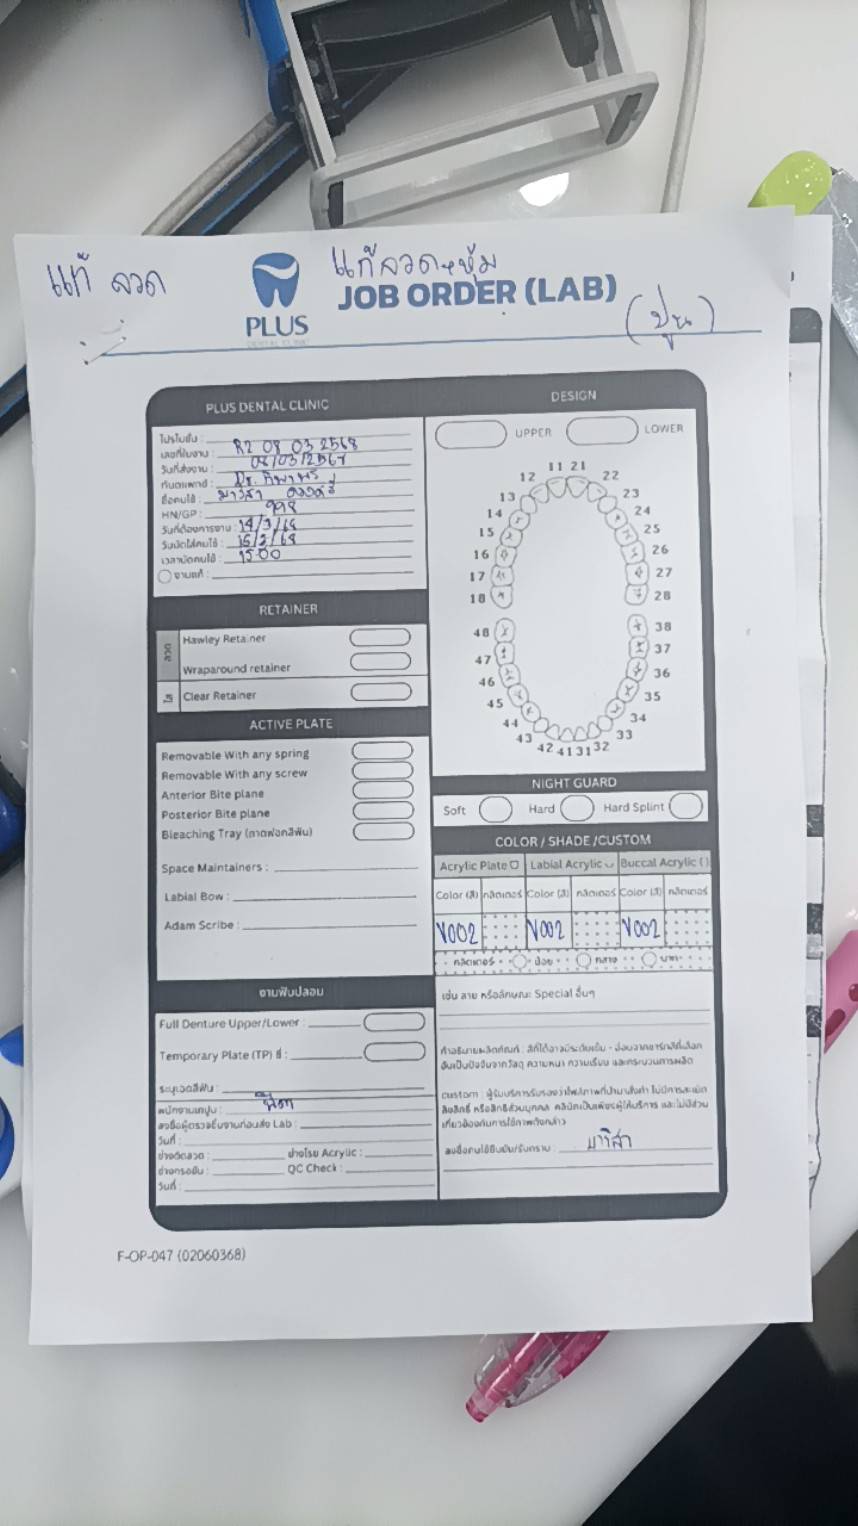 แก้ ลวด
แก้ลวดหุ้ม
PLUS
DENTAL CLINIC
JOB ORDER (LAB)
PLUS DENTAL CLINIC
ใบรับยื่น :
เลขที่ใบงาน : R2 08 03 2568
วันที่ส่งงาน :
ทันตแพทย์ : Dr.
ชื่อคนไข้ : มาริสา
HN/GP : 998
วันที่ต้องการงาน : 14/3/68
วันนัดใส่คนไข้ : 15/3/68
เวลานัดคนไข้ : 15:00
งานแก้ :
RETAINER
ลวด
Hawley Retainer
Wraparound retainer
ใส
Clear Retainer
ACTIVE PLATE
Removable With any spring
Removable With any screw
Anterior Bite plane
Posterior Bite plane
Bleaching Tray (ถาดฟอกสีฟัน)
Space Maintainers :
Labial Bow :
Adam Scribe :
งานฟันปลอม
Full Denture Upper/Lower :
Temporary Plate (TP) ซี่ :
ระบุเฉดสีฟัน :
พนักงานเทปูน :
ลงชื่อผู้ตรวจเช็นงานก่อนส่ง Lab :
วันที่ :
ช่างดัดลวด : ช่างโรย Acrylic :
ช่างกรอขัด : QC Check :
วันที่ :
DESIGN
UPPER LOWER
11 21
12 22
13 23
14 24
15 25
16 26
17 27
18 28
48 38
47 37
46 36
45 35
44 34
43 33
42 41 31 32
NIGHT GUARD
Soft Hard Hard Splint
COLOR / SHADE /CUSTOM
Acrylic Plate Labial Acrylic Buccal Acrylic ( )
Color (สี) กลิตเตอร์ Color (สี) กลิตเตอร์ Color (สี) กลิตเตอร์
V002 V002 V002
กลิตเตอร์ น้อย กลาง มาก
เช่น ลาย หรือลักษณะ Special อื่นๆ
คำอธิบายผลิตภัณฑ์ : สีที่ได้อาจมีระดับเข้ม - อ่อนจากชาร์ทสีที่เลือก
อันเป็นปัจจัยจากวัสดุ ความหนา ความเรียบ และกระบวนการผลิต
custom : ผู้รับบริการรับรองว่าไฟล์ภาพที่นำมาสั่งทำ ไม่มีการละเมิด
ลิขสิทธิ์ หรือสิทธิส่วนบุคคล คลินิกเป็นเพียงผู้ให้บริการ และไม่มีส่วน
เกี่ยวข้องกับการใช้ภาพดังกล่าว
ลงชื่อคนไข้ยืนยัน/รับทราบ : มาริสา
F-OP-047 (02060368)